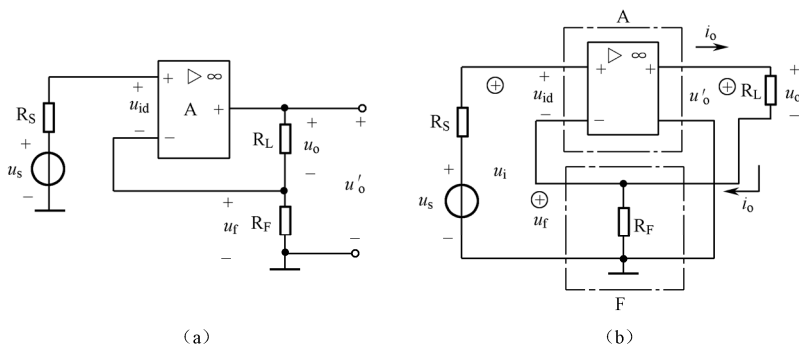 + ▷ ∞
A
+
−
+
u_id
−
R_S
+
u_s
−
R_L
+
u_o
−
+
u'_o
−
+
u_f
−
R_F
(a)
A
i_o
▷ ∞
+ +
− −
⊕
+
u_id
−
R_S
+
u_s
−
u_i
⊕
u_f
u'_o
⊕ R_L
+
u_o
−
i_o
R_F
F
(b)